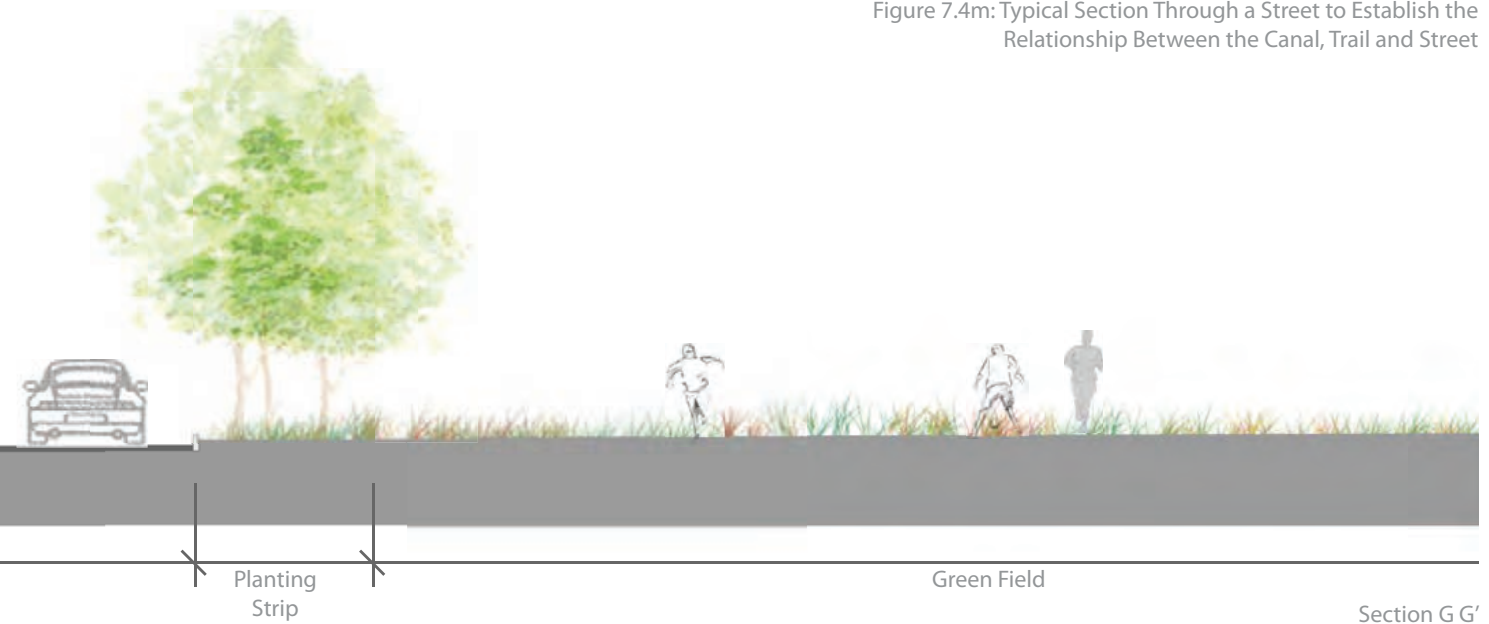 Figure 7.4m: Typical Section Through a Street to Establish the
Relationship Between the Canal, Trail and Street
Planting
Strip
Green Field
Section G G’